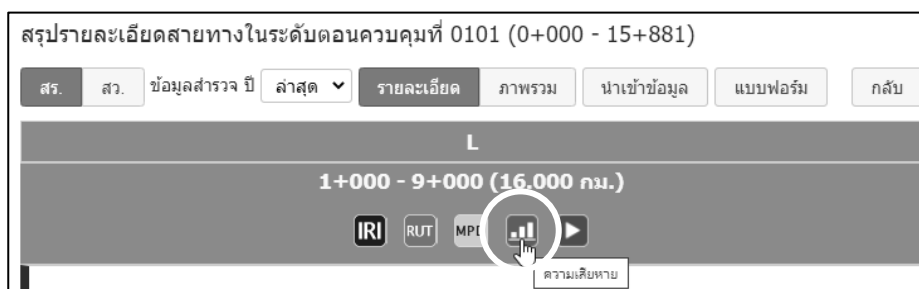 สรุปรายละเอียดสายทางในระดับตอนควบคุมที่ 0101 (0+000 - 15+881)
สร. สว. ข้อมูลสำรวจ ปี ล่าสุด รายละเอียด ภาพรวม นำเข้าข้อมูล แบบฟอร์ม กลับ
L
1+000 - 9+000 (16.000 กม.)
IRI RUT MPD
ความเสียหาย